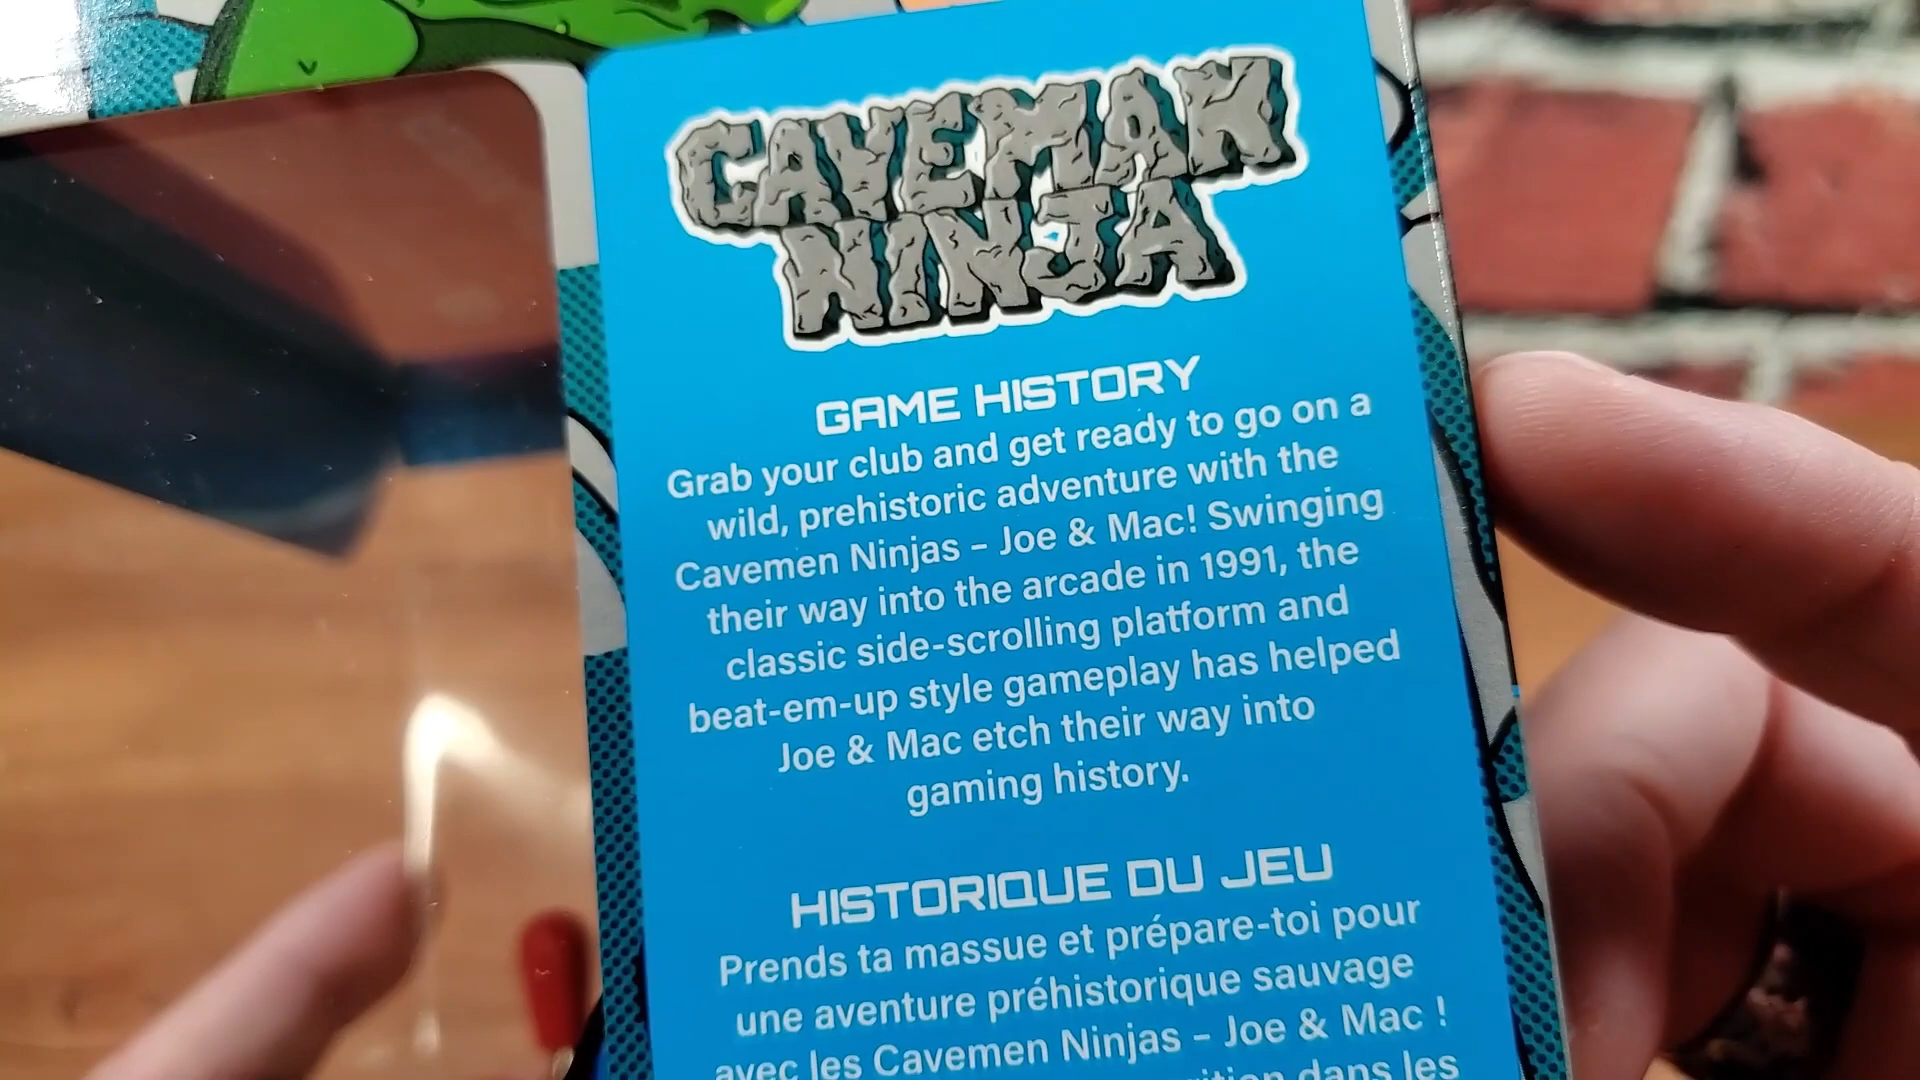 CAVEMAN
NINJA
GAME HISTORY
Grab your club and get ready to go on a
wild, prehistoric adventure with the
Cavemen Ninjas – Joe & Mac! Swinging
their way into the arcade in 1991, the
classic side-scrolling platform and
beat-em-up style gameplay has helped
Joe & Mac etch their way into
gaming history.
HISTORIQUE DU JEU
Prends ta massue et prépare-toi pour
une aventure préhistorique sauvage
avec les Cavemen Ninjas – Joe & Mac !
dans les